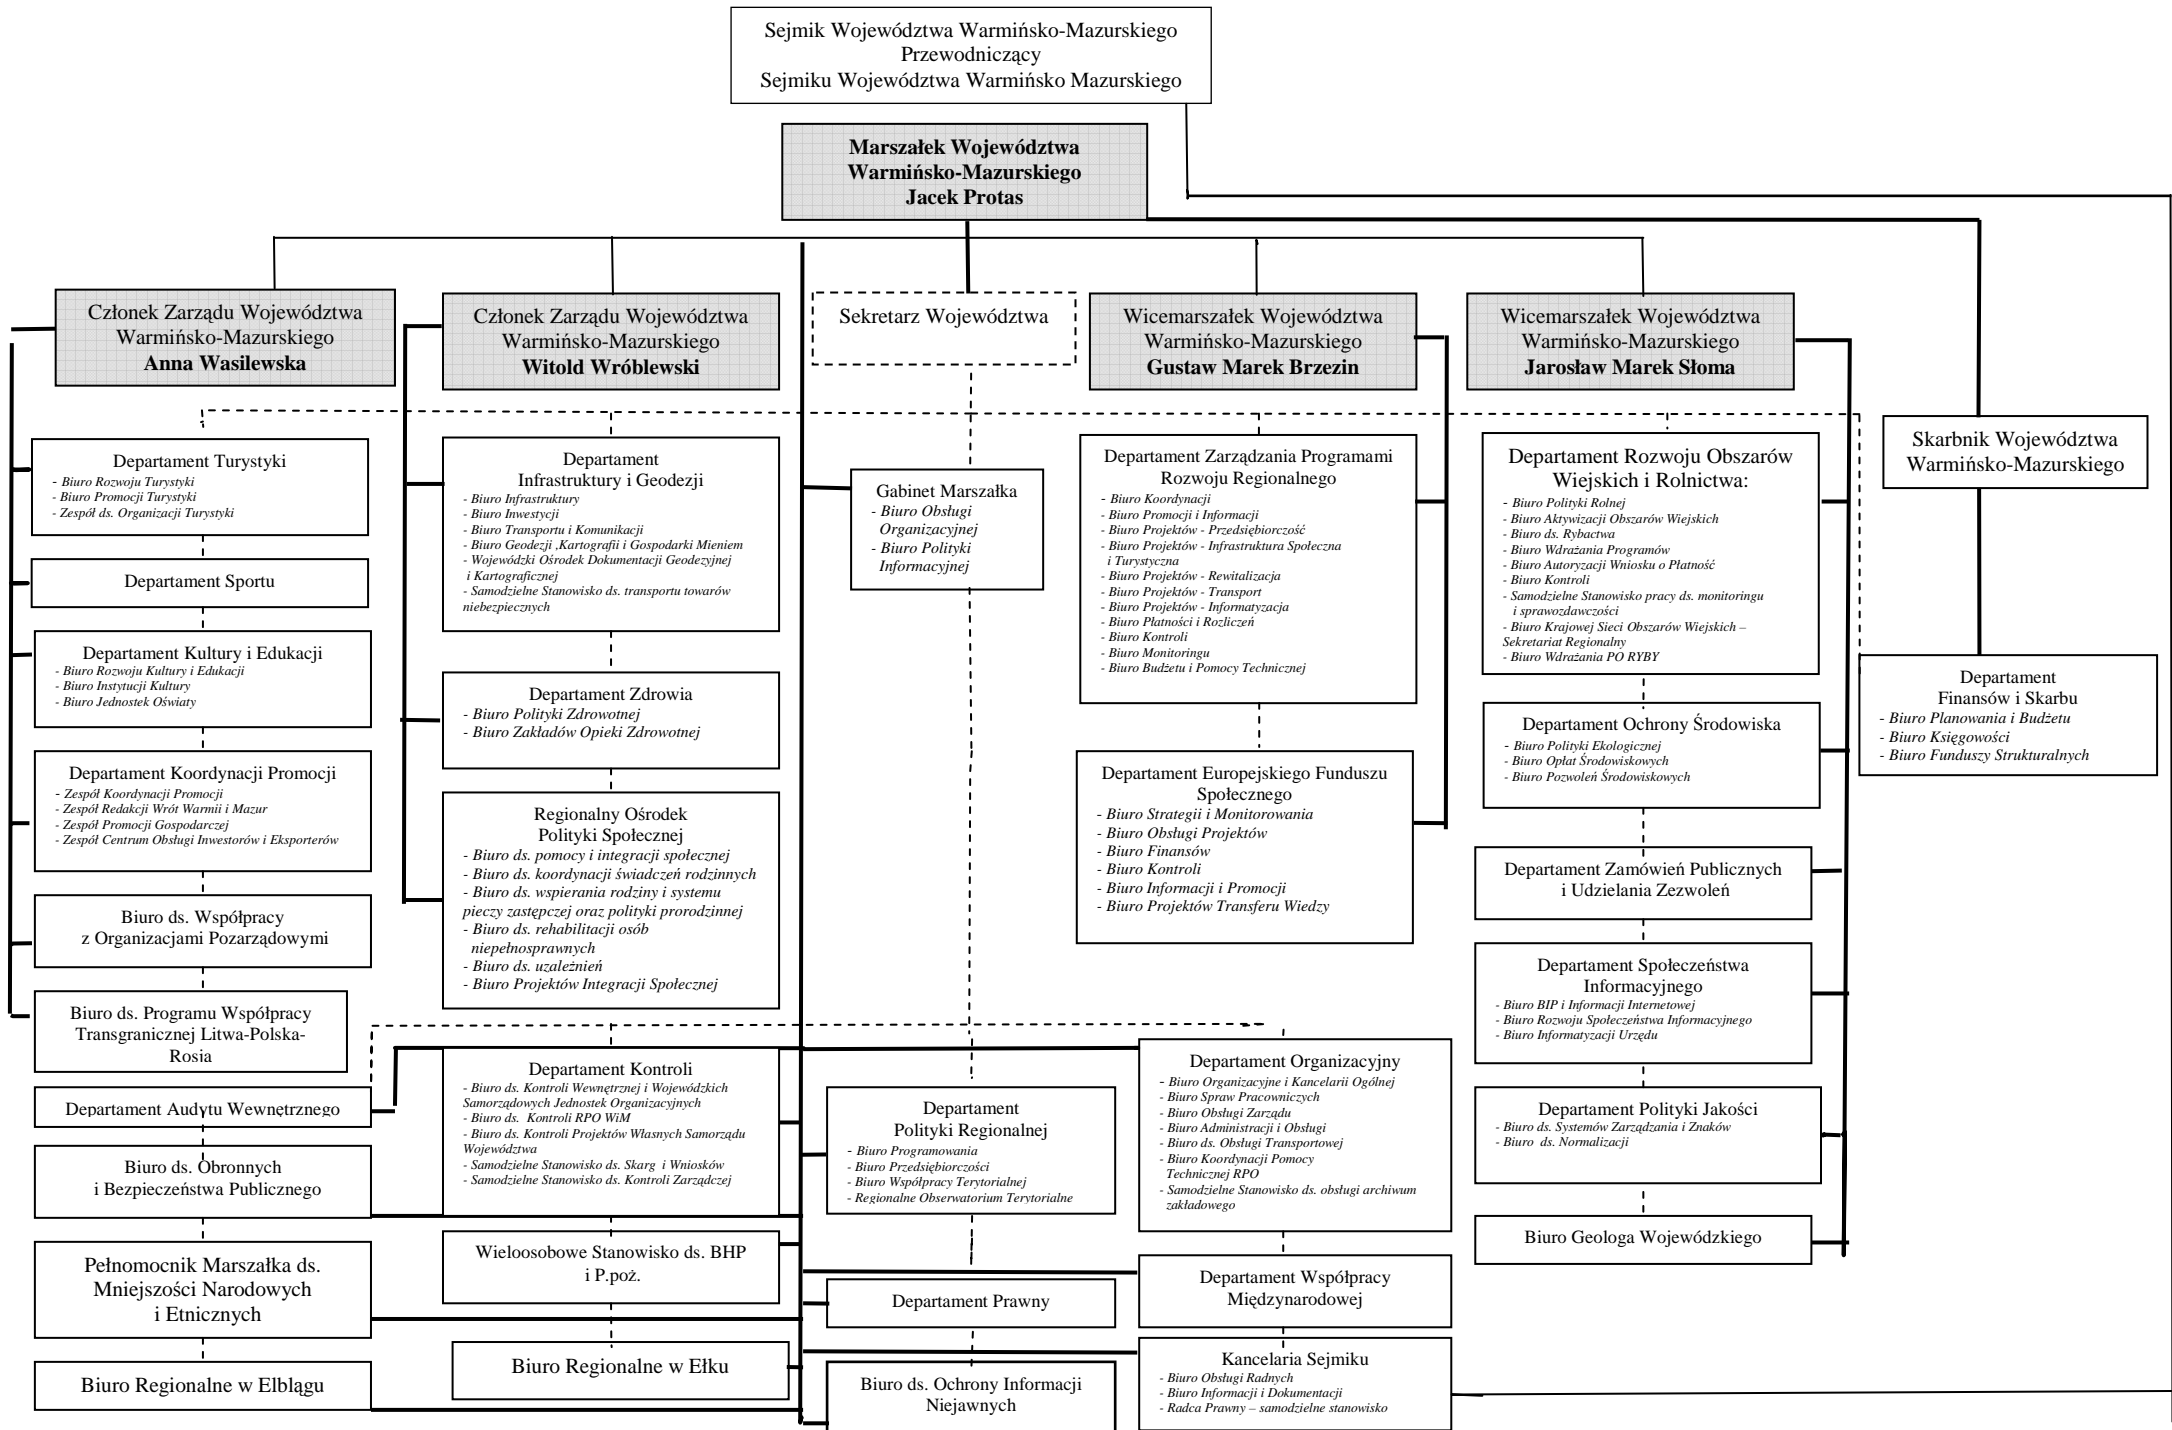 Sejmik Województwa Warmińsko-Mazurskiego
Przewodniczący
Sejmiku Województwa Warmińsko Mazurskiego
Marszałek Województwa
Warmińsko-Mazurskiego
Jacek Protas
Członek Zarządu Województwa
Warmińsko-Mazurskiego
Anna Wasilewska
Członek Zarządu Województwa
Warmińsko-Mazurskiego
Witold Wróblewski
Sekretarz Województwa
Wicemarszałek Województwa
Warmińsko-Mazurskiego
Gustaw Marek Brzezin
Wicemarszałek Województwa
Warmińsko-Mazurskiego
Jarosław Marek Słoma
Skarbnik Województwa
Warmińsko-Mazurskiego
Departament Turystyki
- Biuro Rozwoju Turystyki
- Biuro Promocji Turystyki
- Zespół ds. Organizacji Turystyki
Departament Sportu
Departament Kultury i Edukacji
- Biuro Rozwoju Kultury i Edukacji
- Biuro Instytucji Kultury
- Biuro Jednostek Oświaty
Departament Koordynacji Promocji
- Zespół Koordynacji Promocji
- Zespół Redakcji Wrót Warmii i Mazur
- Zespół Promocji Gospodarczej
- Zespół Centrum Obsługi Inwestorów i Eksporterów
Biuro ds. Współpracy
z Organizacjami Pozarządowymi
Biuro ds. Programu Współpracy
Transgranicznej Litwa-Polska-
Rosja
Departament Audytu Wewnętrznego
Biuro ds. Obronnych
i Bezpieczeństwa Publicznego
Pełnomocnik Marszałka ds.
Mniejszości Narodowych
i Etnicznych
Biuro Regionalne w Elblągu
Departament
Infrastruktury i Geodezji
- Biuro Infrastruktury
- Biuro Inwestycji
- Biuro Transportu i Komunikacji
- Biuro Geodezji ,Kartografii i Gospodarki Mieniem
- Wojewódzki Ośrodek Dokumentacji Geodezyjnej
i Kartograficznej
- Samodzielne Stanowisko ds. transportu towarów
niebezpiecznych
Departament Zdrowia
- Biuro Polityki Zdrowotnej
- Biuro Zakładów Opieki Zdrowotnej
Regionalny Ośrodek
Polityki Społecznej
- Biuro ds. pomocy i integracji społecznej
- Biuro ds. koordynacji świadczeń rodzinnych
- Biuro ds. wspierania rodziny i systemu
pieczy zastępczej oraz polityki prorodzinnej
- Biuro ds. rehabilitacji osób
niepełnosprawnych
- Biuro ds. uzależnień
- Biuro Projektów Integracji Społecznej
Departament Kontroli
- Biuro ds. Kontroli Wewnętrznej i Wojewódzkich
Samorządowych Jednostek Organizacyjnych
- Biuro ds. Kontroli RPO WiM
- Biuro ds. Kontroli Projektów Własnych Samorządu
Województwa
- Samodzielne Stanowisko ds. Skarg i Wniosków
- Samodzielne Stanowisko ds. Kontroli Zarządczej
Wieloosobowe Stanowisko ds. BHP
i P.poż.
Biuro Regionalne w Ełku
Gabinet Marszałka
- Biuro Obsługi
Organizacyjnej
- Biuro Polityki
Informacyjnej
Departament
Polityki Regionalnej
- Biuro Programowania
- Biuro Przedsiębiorczości
- Biuro Współpracy Terytorialnej
- Regionalne Obserwatorium Terytorialne
Departament Prawny
Biuro ds. Ochrony Informacji
Niejawnych
Departament Zarządzania Programami
Rozwoju Regionalnego
- Biuro Koordynacji
- Biuro Promocji i Informacji
- Biuro Projektów - Przedsiębiorczość
- Biuro Projektów - Infrastruktura Społeczna
i Turystyczna
- Biuro Projektów - Rewitalizacja
- Biuro Projektów - Transport
- Biuro Projektów - Informatyzacja
- Biuro Płatności i Rozliczeń
- Biuro Kontroli
- Biuro Monitoringu
- Biuro Budżetu i Pomocy Technicznej
Departament Europejskiego Funduszu
Społecznego
- Biuro Strategii i Monitorowania
- Biuro Obsługi Projektów
- Biuro Finansów
- Biuro Kontroli
- Biuro Informacji i Promocji
- Biuro Projektów Transferu Wiedzy
Departament Organizacyjny
- Biuro Organizacyjne i Kancelarii Ogólnej
- Biuro Spraw Pracowniczych
- Biuro Obsługi Zarządu
- Biuro Administracji i Obsługi
- Biuro ds. Obsługi Transportowej
- Biuro Koordynacji Pomocy
Technicznej RPO
- Samodzielne Stanowisko ds. obsługi archiwum
zakładowego
Departament Współpracy
Międzynarodowej
Kancelaria Sejmiku
- Biuro Obsługi Radnych
- Biuro Informacji i Dokumentacji
- Radca Prawny – samodzielne stanowisko
Departament Rozwoju Obszarów
Wiejskich i Rolnictwa:
- Biuro Polityki Rolnej
- Biuro Aktywizacji Obszarów Wiejskich
- Biuro ds. Rybactwa
- Biuro Wdrażania Programów
- Biuro Autoryzacji Wniosku o Płatność
- Biuro Kontroli
- Samodzielne Stanowisko pracy ds. monitoringu
i sprawozdawczości
- Biuro Krajowej Sieci Obszarów Wiejskich –
Sekretariat Regionalny
- Biuro Wdrażania PO RYBY
Departament Ochrony Środowiska
- Biuro Polityki Ekologicznej
- Biuro Opłat Środowiskowych
- Biuro Pozwoleń Środowiskowych
Departament Zamówień Publicznych
i Udzielania Zezwoleń
Departament Społeczeństwa
Informacyjnego
- Biuro BIP i Informacji Internetowej
- Biuro Rozwoju Społeczeństwa Informacyjnego
- Biuro Informatyzacji Urzędu
Departament Polityki Jakości
- Biuro ds. Systemów Zarządzania i Znaków
- Biuro ds. Normalizacji
Biuro Geologa Wojewódzkiego
Departament
Finansów i Skarbu
- Biuro Planowania i Budżetu
- Biuro Księgowości
- Biuro Funduszy Strukturalnych